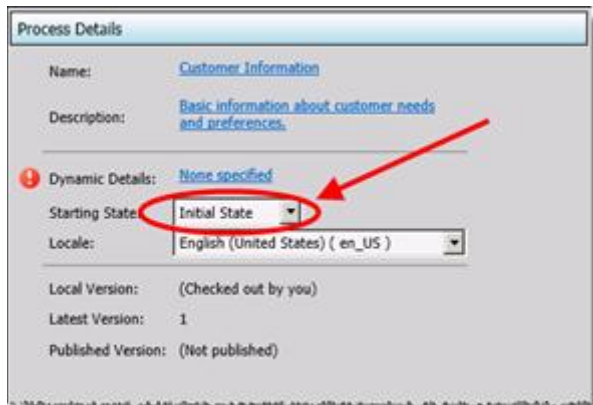 Process Details
Name: Customer Information
Description: Basic information about customer needs
and preferences.
Dynamic Details: None specified
Starting State: Initial State
Locale: English (United States) ( en_US )
Local Version: (Checked out by you)
Latest Version: 1
Published Version: (Not published)